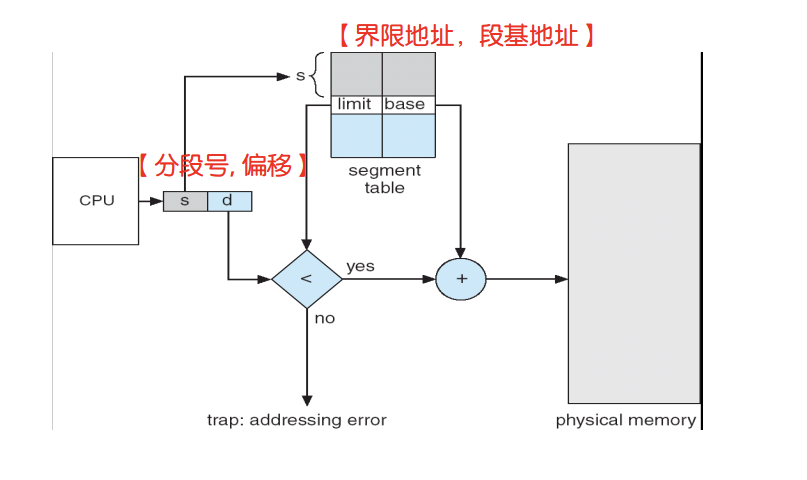 【界限地址，段基地址】
s
limit base
segment
table
【分段号, 偏移】
CPU
s d
<
yes
+
no
trap: addressing error
physical memory